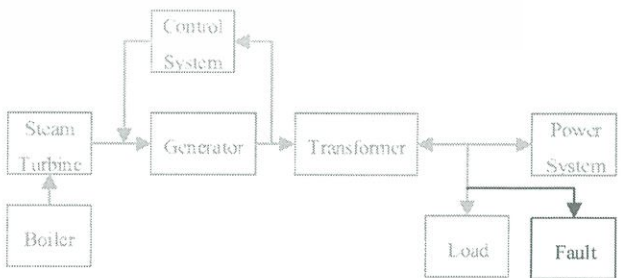 Control
System
Steam
Turbine
Generator
Transformer
Power
System
Boiler
Load
Fault